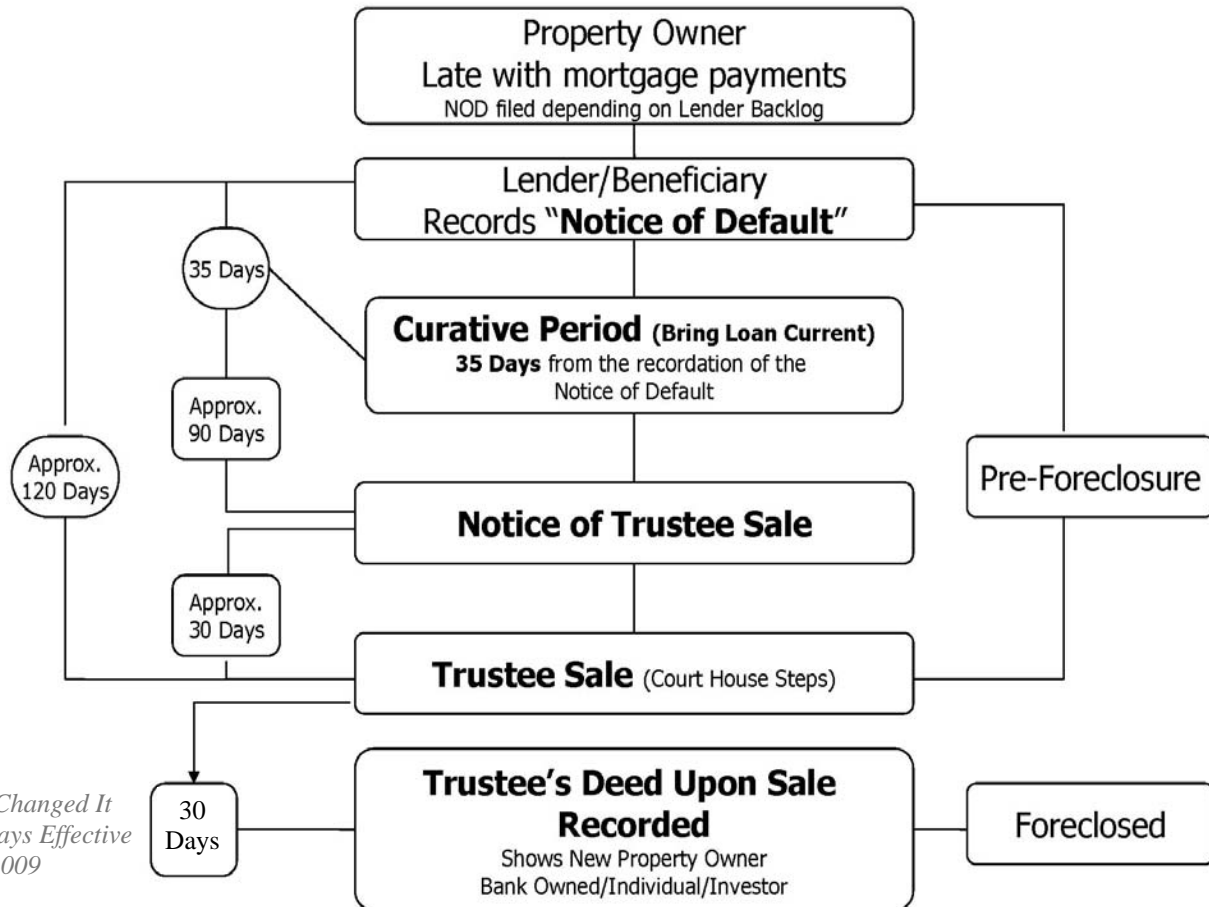 Property Owner
Late with mortgage payments
NOD filed depending on Lender Backlog
Lender/Beneficiary
Records “Notice of Default”
35 Days
Curative Period (Bring Loan Current)
35 Days from the recordation of the
Notice of Default
Approx.
90 Days
Approx.
120 Days
Pre-Foreclosure
Notice of Trustee Sale
Approx.
30 Days
Trustee Sale (Court House Steps)
Changed It
ays Effective
009
30
Days
Trustee’s Deed Upon Sale
Recorded
Shows New Property Owner
Bank Owned/Individual/Investor
Foreclosed